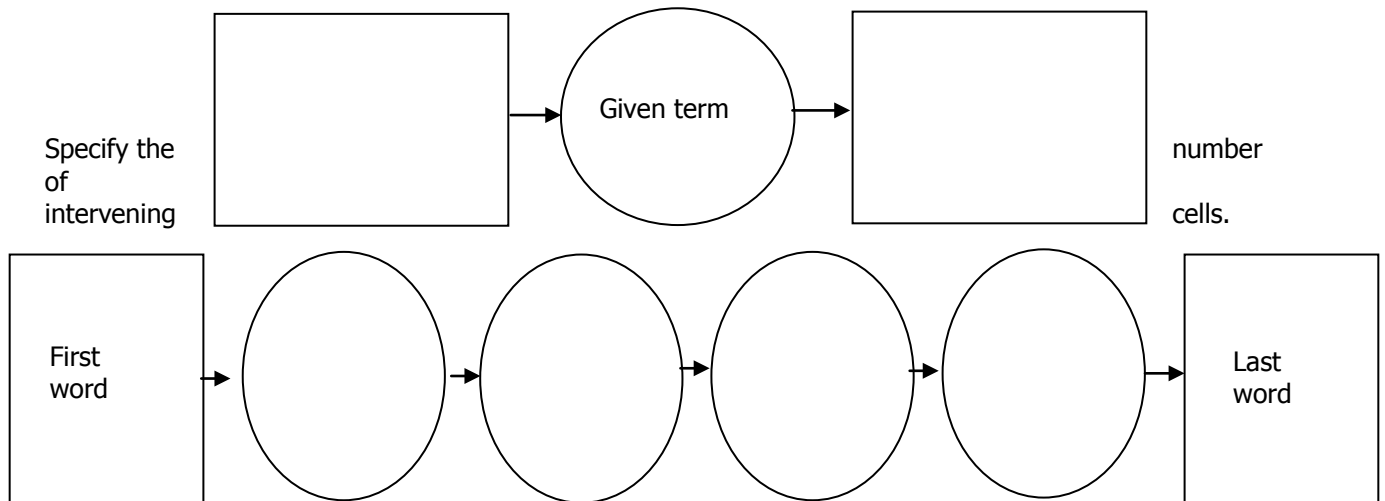 Given term
Specify the number
of
intervening cells.
First
word
Last
word